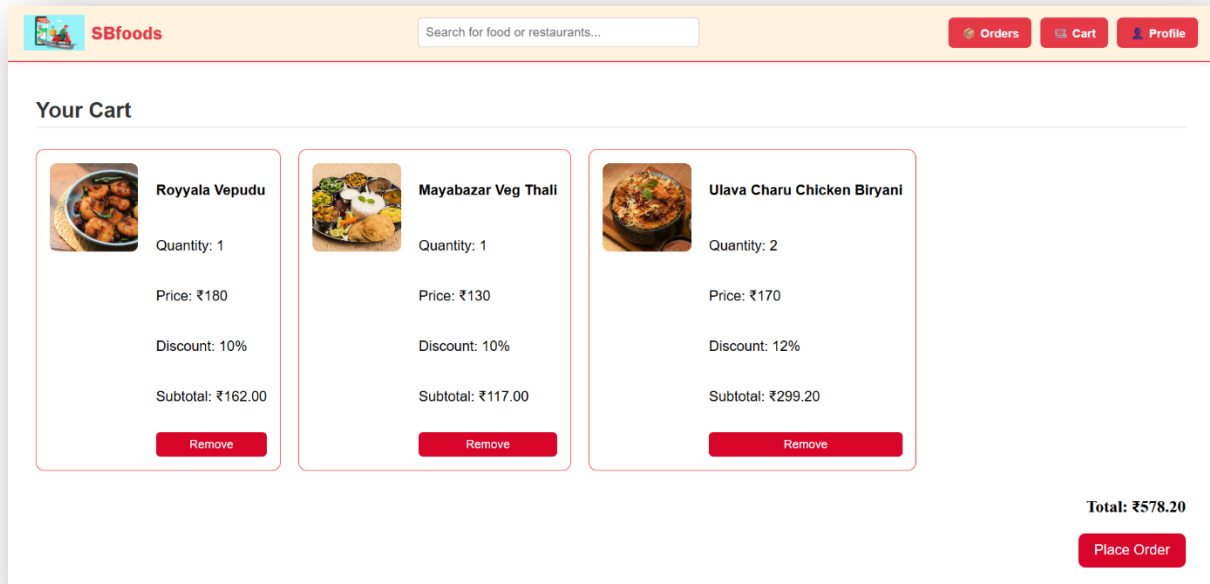 SBfoods
Search for food or restaurants...
Orders
Cart
Profile
Your Cart
Royyala Vepudu
Quantity: 1
Price: ₹180
Discount: 10%
Subtotal: ₹162.00
Remove
Mayabazar Veg Thali
Quantity: 1
Price: ₹130
Discount: 10%
Subtotal: ₹117.00
Remove
Ulava Charu Chicken Biryani
Quantity: 2
Price: ₹170
Discount: 12%
Subtotal: ₹299.20
Remove
Total: ₹578.20
Place Order